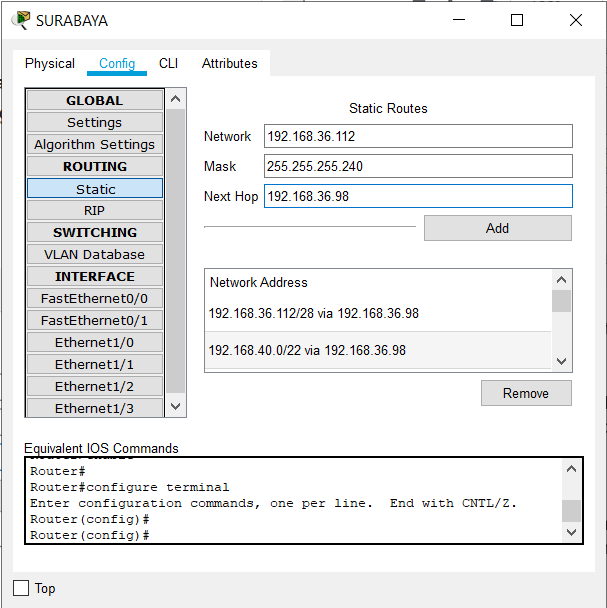 SURABAYA
Physical Config CLI Attributes
GLOBAL
Settings
Algorithm Settings
ROUTING
Static
RIP
SWITCHING
VLAN Database
INTERFACE
FastEthernet0/0
FastEthernet0/1
Ethernet1/0
Ethernet1/1
Ethernet1/2
Ethernet1/3
Static Routes
Network 192.168.36.112
Mask 255.255.255.240
Next Hop 192.168.36.98
Add
Network Address
192.168.36.112/28 via 192.168.36.98
192.168.40.0/22 via 192.168.36.98
Remove
Equivalent IOS Commands
Router#
Router#configure terminal
Enter configuration commands, one per line. End with CNTL/Z.
Router(config)#
Router(config)#
Top